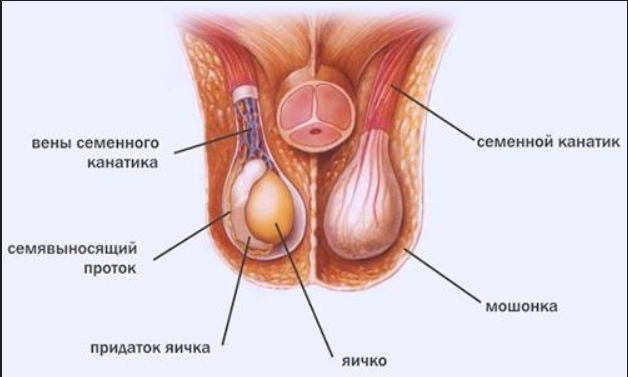 вены семенного
канатика
семенной канатик
семявыносящий
проток
мошонка
придаток яичка
яичко